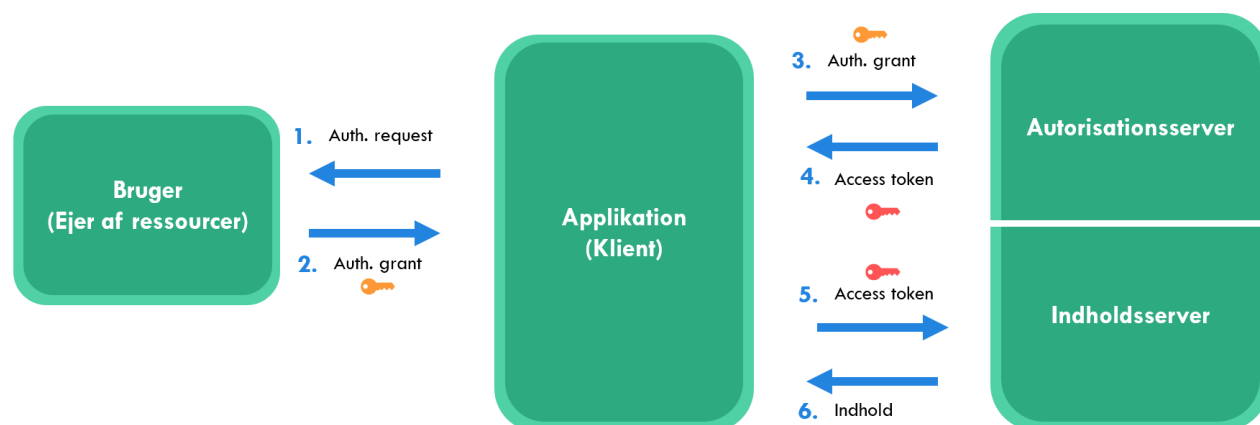 Bruger
(Ejer af ressourcer)
1. Auth. request
2. Auth. grant
Applikation
(Klient)
3. Auth. grant
4. Access token
5. Access token
6. Indhold
Autorisationsserver
Indholdsserver